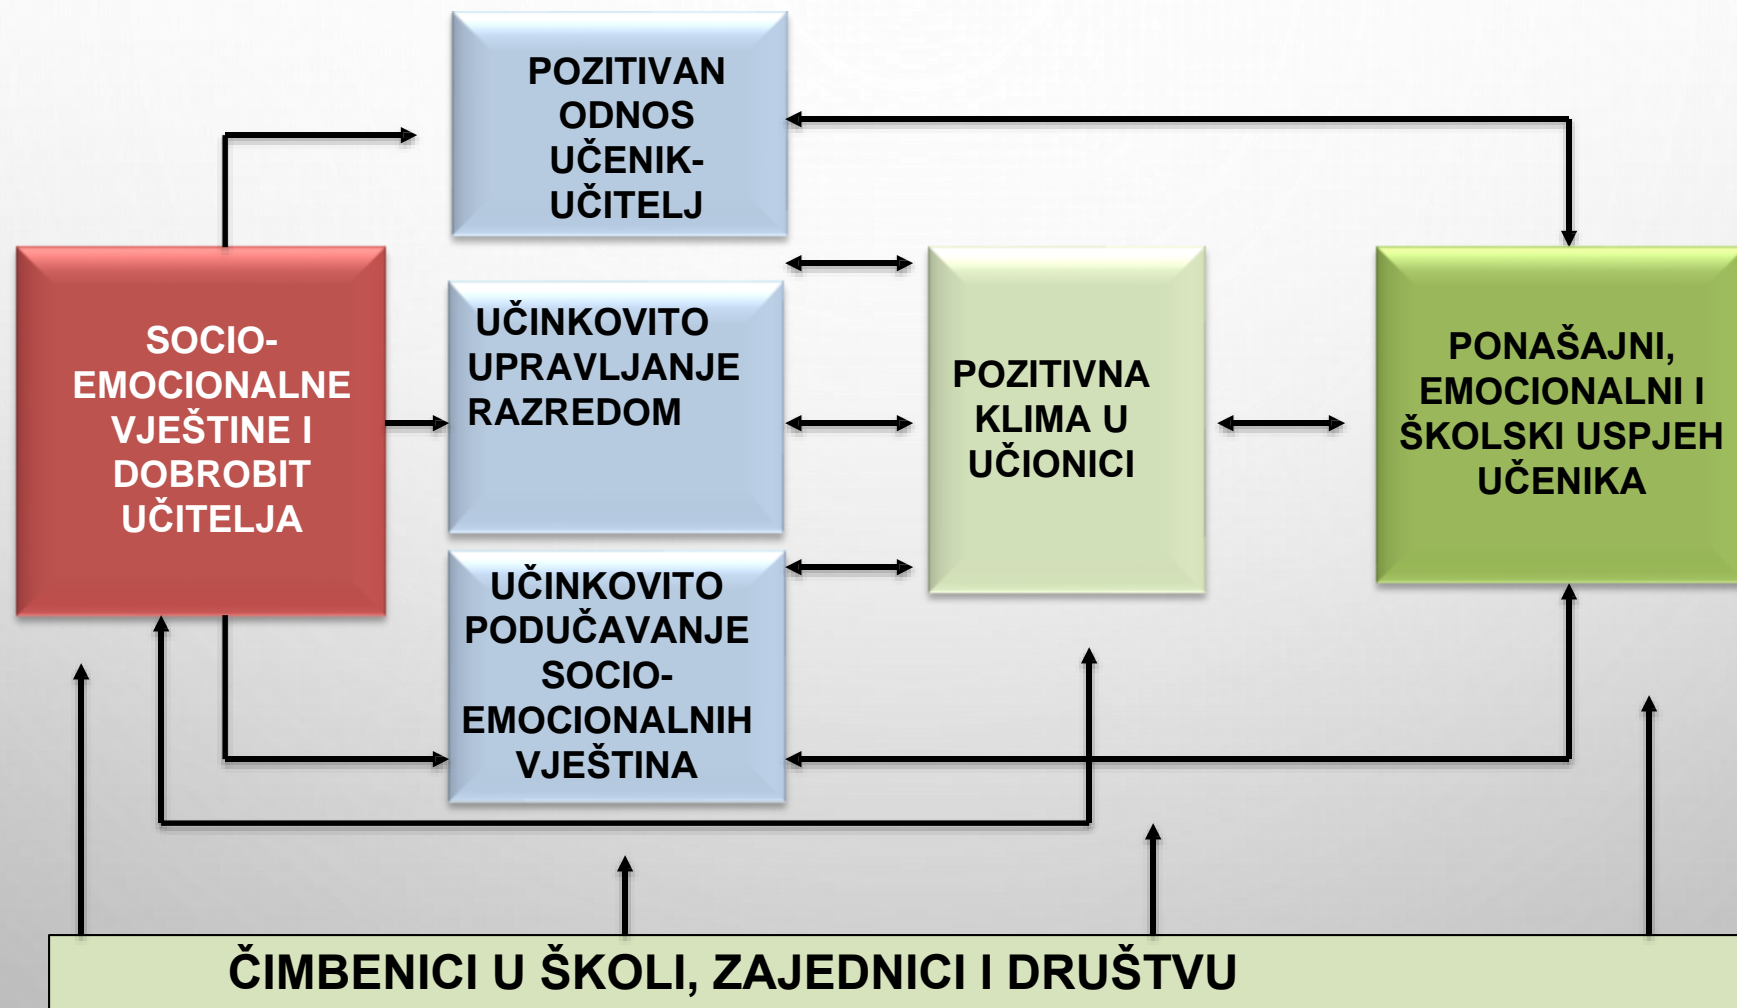 POZITIVAN
ODNOS
UČENIK-
UČITELJ
SOCIO-
EMOCIONALNE
VJEŠTINE I
DOBROBIT
UČITELJA
UČINKOVITO
UPRAVLJANJE
RAZREDOM
UČINKOVITO
PODUČAVANJE
SOCIO-
EMOCIONALNIH
VJEŠTINA
POZITIVNA
KLIMA U
UČIONICI
PONAŠAJNI,
EMOCIONALNI I
ŠKOLSKI USPJEH
UČENIKA
ČIMBENICI U ŠKOLI, ZAJEDNICI I DRUŠTVU